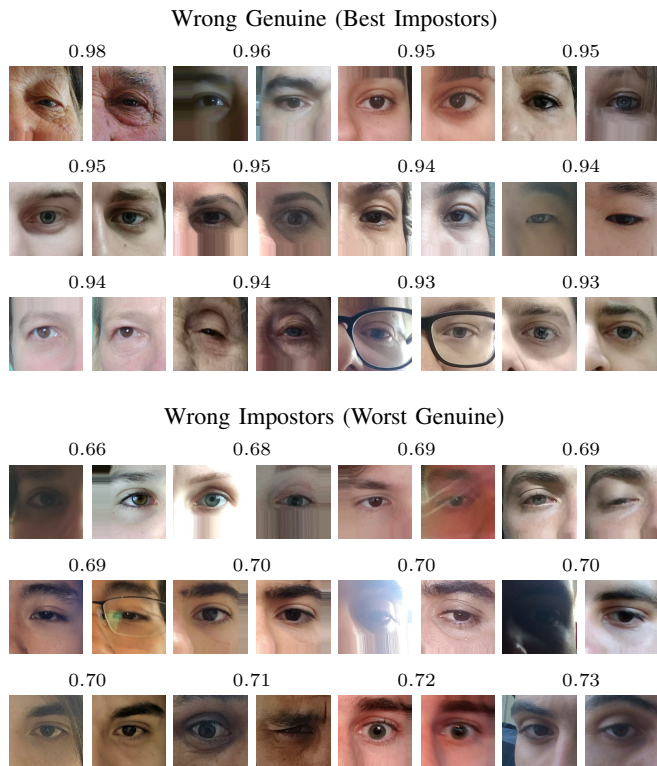 Wrong Genuine (Best Impostors)
0.98 0.96 0.95 0.95
0.95 0.95 0.94 0.94
0.94 0.94 0.93 0.93
Wrong Impostors (Worst Genuine)
0.66 0.68 0.69 0.69
0.69 0.70 0.70 0.70
0.70 0.71 0.72 0.73